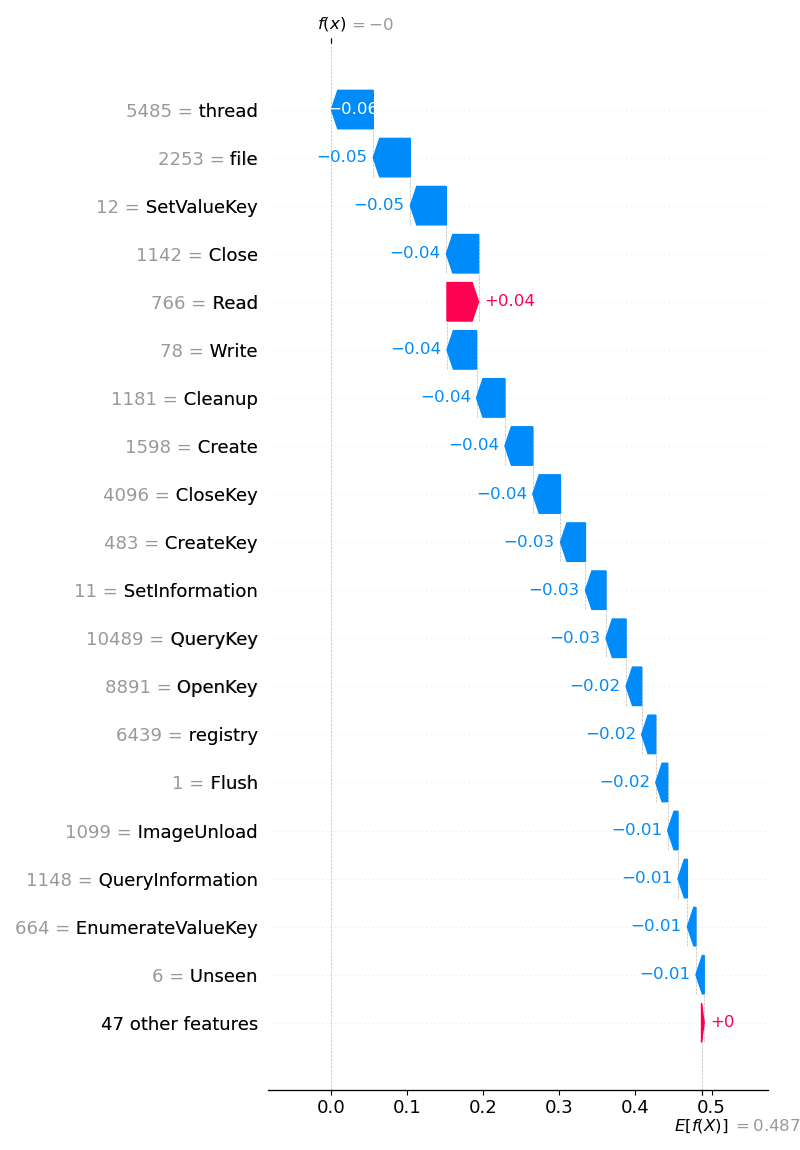 f(x) = −0
5485 = thread
−0.06
2253 = file
−0.05
12 = SetValueKey
−0.05
1142 = Close
−0.04
766 = Read
+0.04
78 = Write
−0.04
1181 = Cleanup
−0.04
1598 = Create
−0.04
4096 = CloseKey
−0.04
483 = CreateKey
−0.03
11 = SetInformation
−0.03
10489 = QueryKey
−0.03
8891 = OpenKey
−0.02
6439 = registry
−0.02
1 = Flush
−0.02
1099 = ImageUnload
−0.01
1148 = QueryInformation
−0.01
664 = EnumerateValueKey
−0.01
6 = Unseen
−0.01
47 other features
+0
0.0 0.1 0.2 0.3 0.4 0.5
E[f(X)] = 0.487